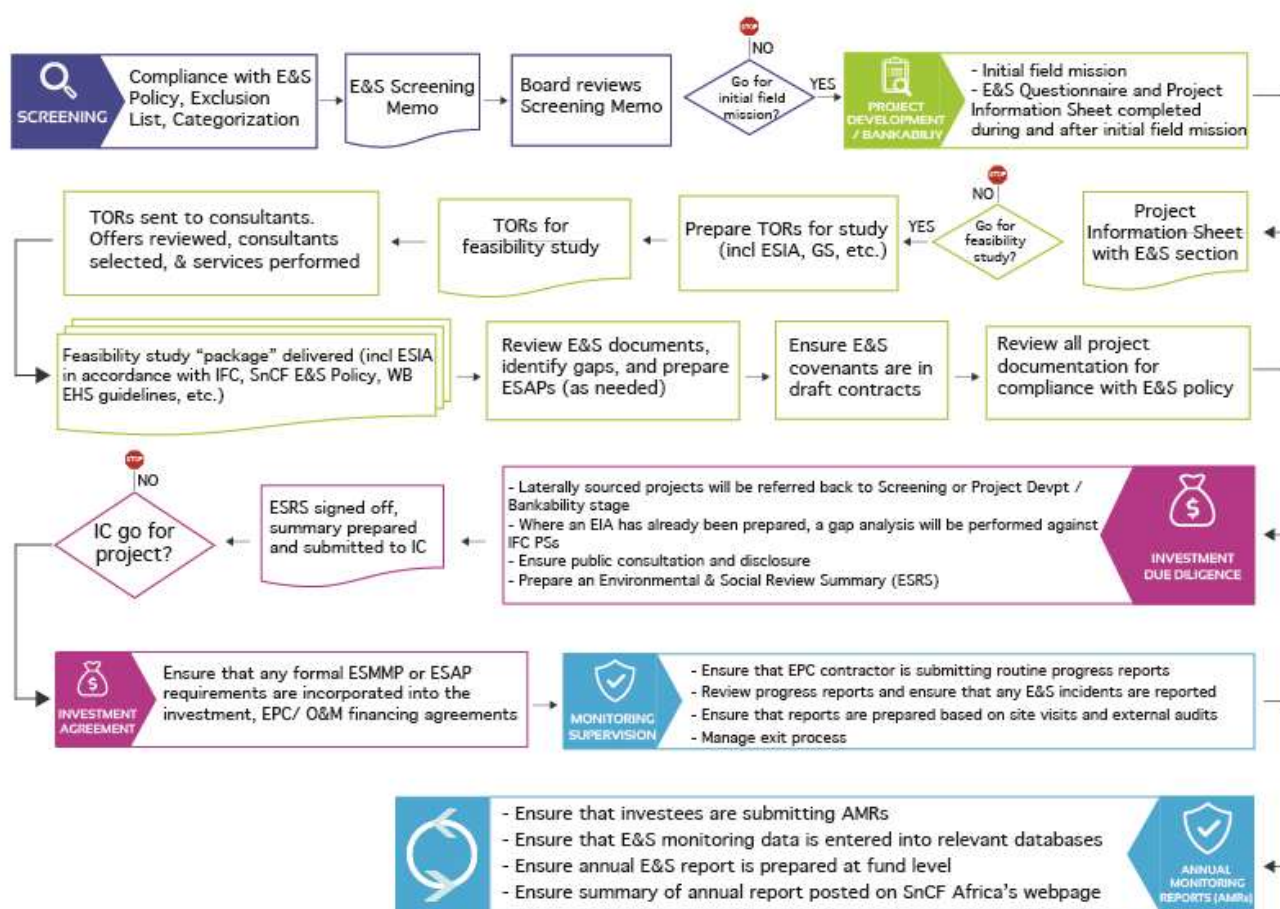 STOP
NO
SCREENING
Compliance with E&S
Policy, Exclusion
List, Categorization
E&S Screening
Memo
Board reviews
Screening Memo
Go for
initial field
mission?
YES
PROJECT
DEVELOPMENT
/ BANKABILIY
- Initial field mission
- E&S Questionnaire and Project
Information Sheet completed
during and after initial field mission
STOP
NO
Project
Information Sheet
with E&S section
Go for
feasibility
study?
YES
Prepare TORs for study
(incl ESIA, GS, etc.)
TORs for
feasibility study
TORs sent to consultants.
Offers reviewed, consultants
selected, & services performed
Feasibility study “package” delivered (incl ESIA
in accordance with IFC, SnCF E&S Policy, WB
EHS guidelines, etc.)
Review E&S documents,
identify gaps, and prepare
ESAPs (as needed)
Ensure E&S
covenants are in
draft contracts
Review all project
documentation for
compliance with E&S policy
INVESTMENT
DUE DILIGENCE
- Laterally sourced projects will be referred back to Screening or Project Devpt /
Bankability stage
- Where an EIA has already been prepared, a gap analysis will be performed against
IFC PSs
- Ensure public consultation and disclosure
- Prepare an Environmental & Social Review Summary (ESRS)
ESRS signed off,
summary prepared
and submitted to IC
STOP
NO
IC go for
project?
INVESTMENT
AGREEMENT
Ensure that any formal ESMMP or ESAP
requirements are incorporated into the
investment, EPC/ O&M financing agreements
MONITORING
SUPERVISION
- Ensure that EPC contractor is submitting routine progress reports
- Review progress reports and ensure that any E&S incidents are reported
- Ensure that reports are prepared based on site visits and external audits
- Manage exit process
ANNUAL
MONITORING
REPORTS (AMRs)
- Ensure that investees are submitting AMRs
- Ensure that E&S monitoring data is entered into relevant databases
- Ensure annual E&S report is prepared at fund level
- Ensure summary of annual report posted on SnCF Africa’s webpage